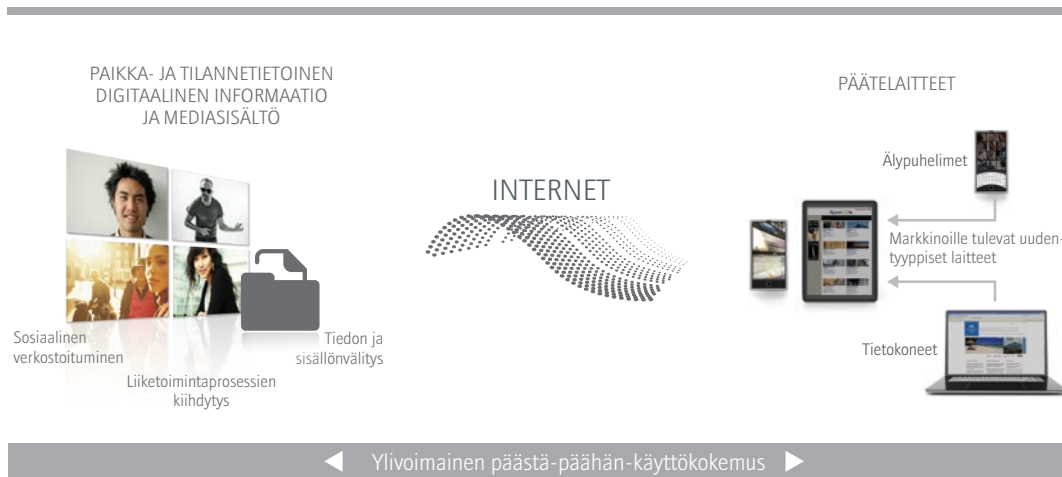 PAIKKA- JA TILANNETIETOINEN
DIGITAALINEN INFORMAATIO
JA MEDIASISÄLTÖ
Sosiaalinen
verkostoituminen
Liiketoimintaprosessien
kiihdytys
Tiedon ja
sisällönvälitys
INTERNET
PÄÄTELAITTEET
Älypuhelimet
Markkinoille tulevat uuden-
tyyppiset laitteet
Tietokoneet
Ylivoimainen päästä-päähän-käyttökokemus